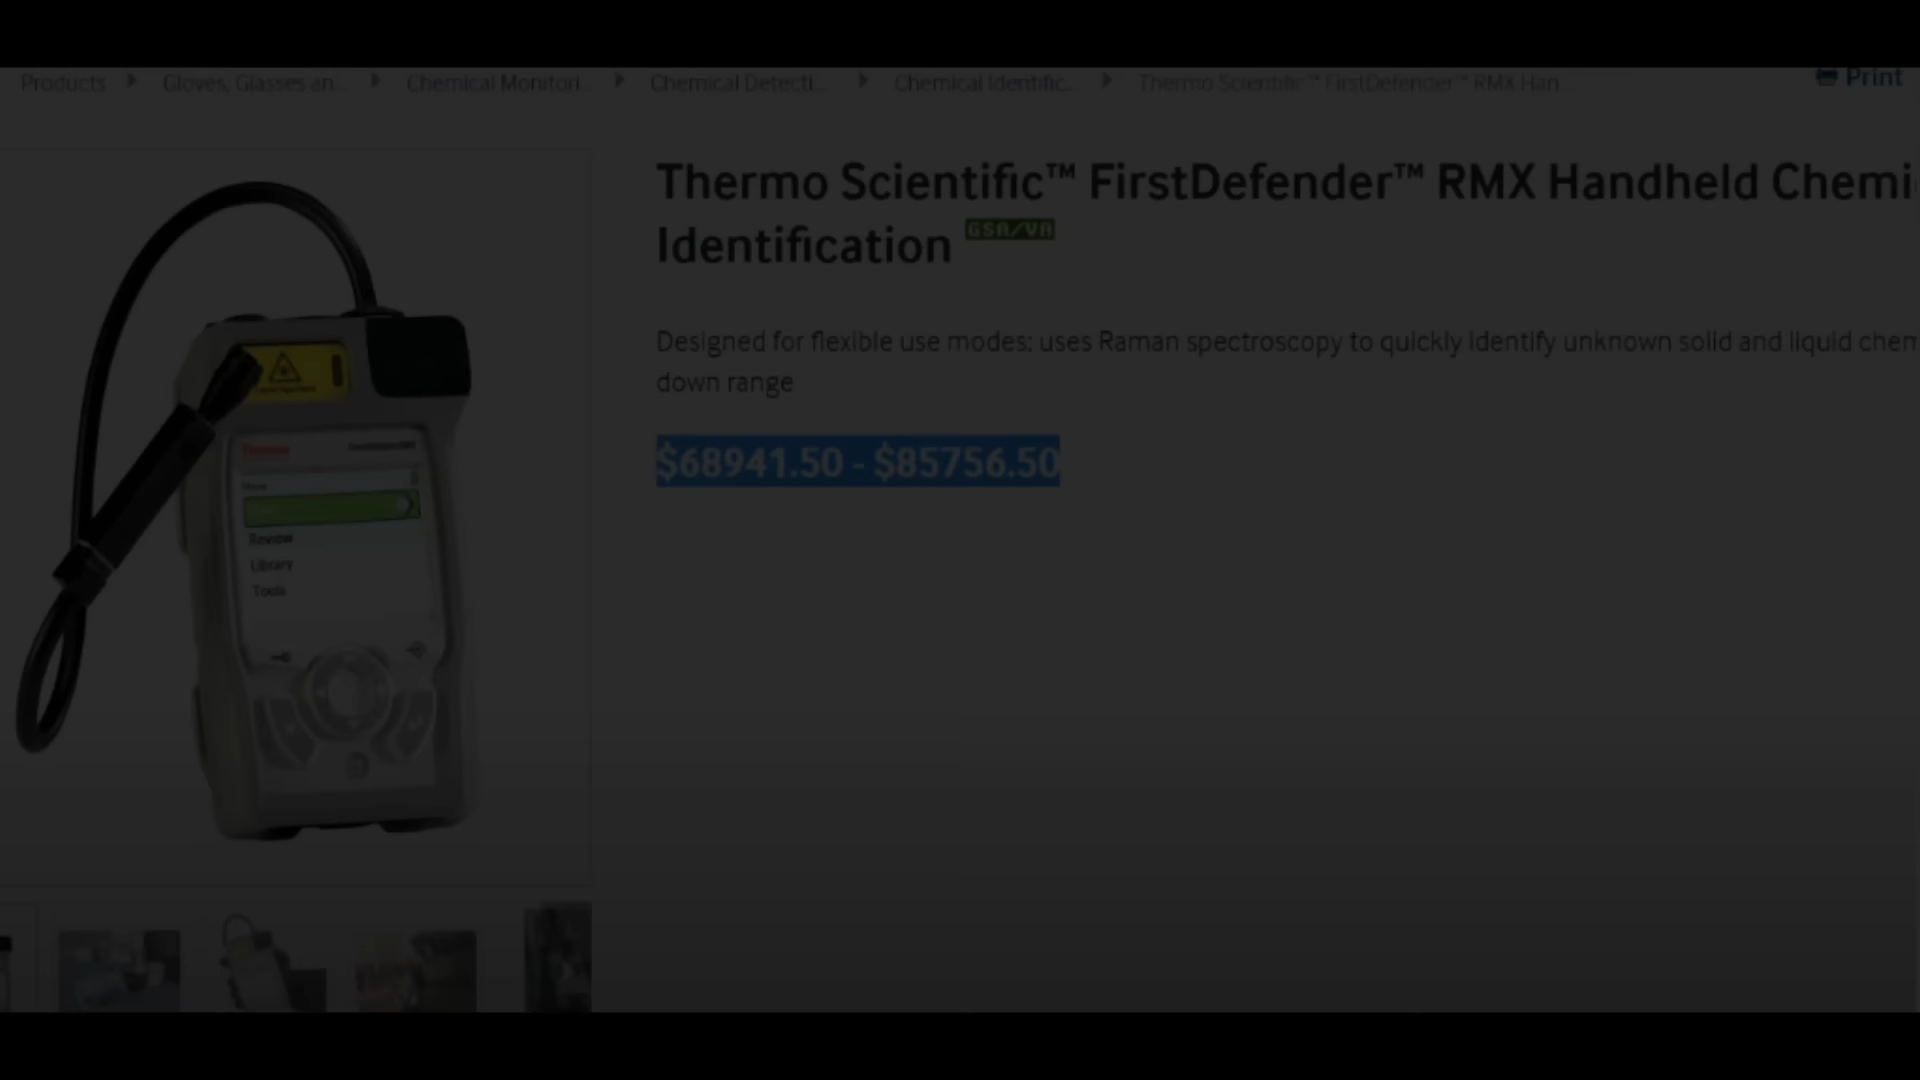 Products Gloves, Glasses an... Chemical Monitori... Chemical Detecti... Chemical Identific... Thermo Scientific™ FirstDefender™ RMX Han...
Print
Thermo Scientific™ FirstDefender™ RMX Handheld Chemi
Identification GSA/VA
Designed for flexible use modes: uses Raman spectroscopy to quickly identify unknown solid and liquid chem
down range
$68941.50 - $85756.50
Thermo
Review
Library
Tools